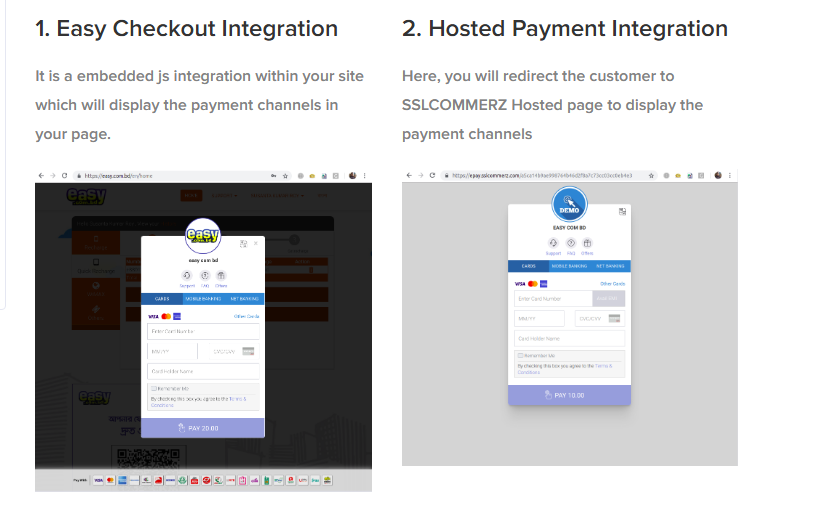 1. Easy Checkout Integration
It is a embedded js integration within your site
which will display the payment channels in
your page.
https://easy.com.bd/en/home
easy
easy com bd
Support FAQ Offers
CARDS MOBILE BANKING NET BANKING
VISA
Other Cards
Enter Card Number
MM/YY CVC/CVV
Card Holder Name
Remember Me
By checking this box you agree to the Terms &
Conditions
PAY 20.00
2. Hosted Payment Integration
Here, you will redirect the customer to
SSLCOMMERZ Hosted page to display the
payment channels
DEMO
EASY COM BD
Support FAQ Offers
CARDS MOBILE BANKING NET BANKING
VISA
Other Cards
Enter Card Number
MM/YY CVC/CVV
Card Holder Name
Remember Me
By checking this box you agree to the Terms &
Conditions
PAY 10.00